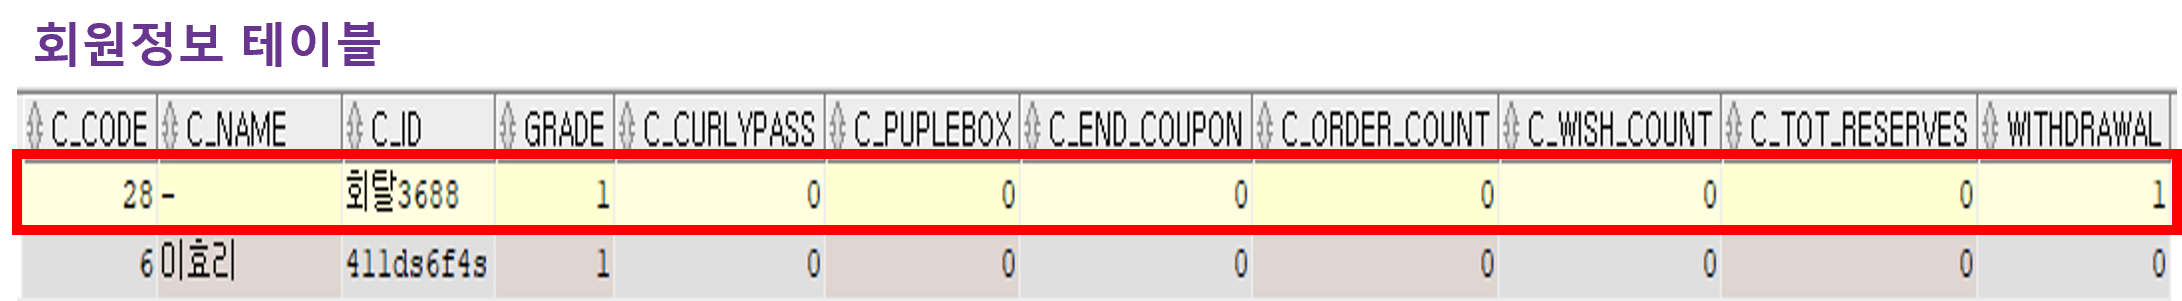 회원정보 테이블
C_CODE C_NAME C_ID GRADE C_CURLYPASS C_PUPLEBOX C_END_COUPON C_ORDER_COUNT C_WISH_COUNT C_TOT_RESERVES WITHDRAWAL
28 - 회탈3688 1 0 0 0 0 0 0 1
6 이효리 411ds6f4s 1 0 0 0 0 0 0 0